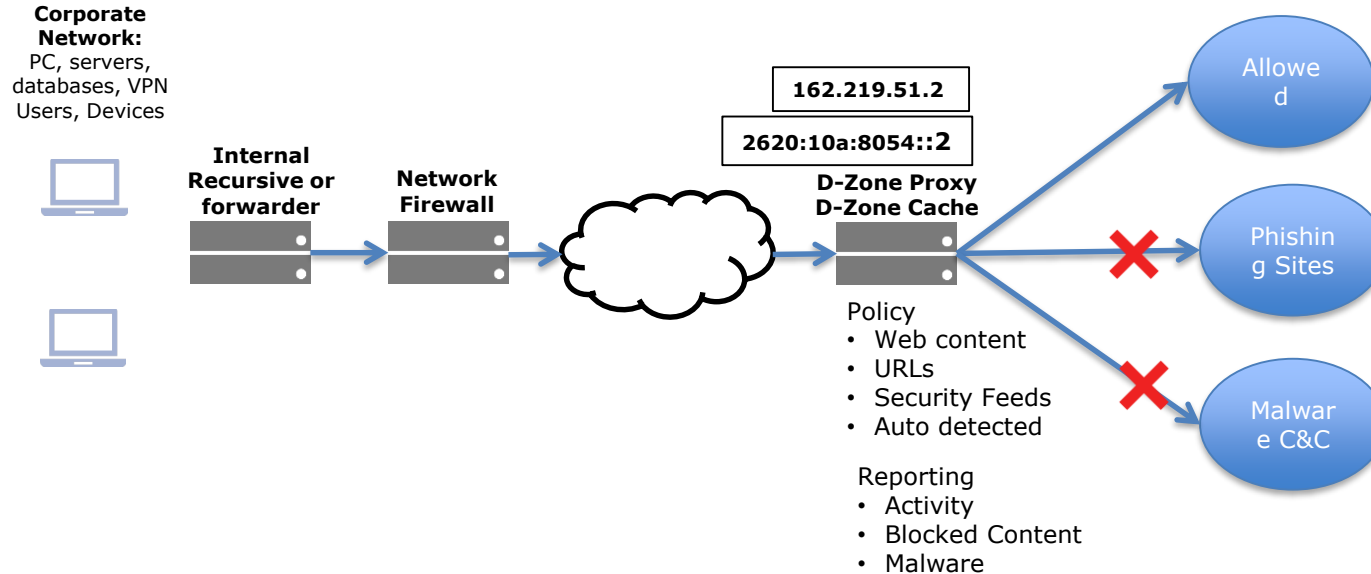 Corporate
Network:
PC, servers,
databases, VPN
Users, Devices
Internal
Recursive or
forwarder
Network
Firewall
162.219.51.2
2620:10a:8054::2
D-Zone Proxy
D-Zone Cache
Policy
• Web content
• URLs
• Security Feeds
• Auto detected
Reporting
• Activity
• Blocked Content
• Malware
Allowe
d
Phishin
g Sites
Malwar
e C&C